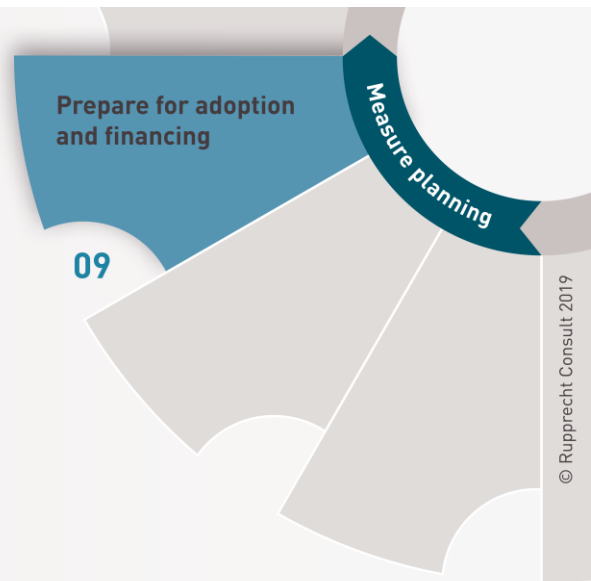 Prepare for adoption
and financing
Measure planning
09
© Rupprecht Consult 2019